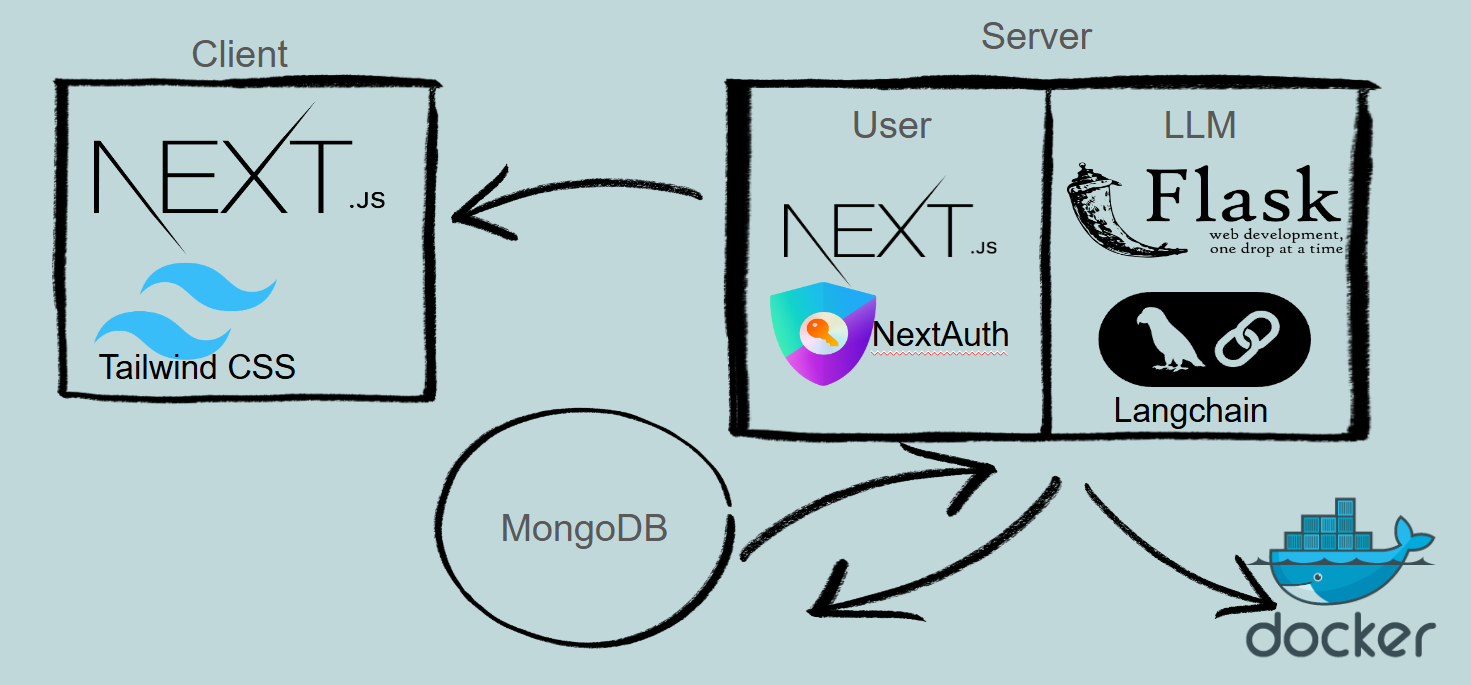 Client
NEXT.JS
Tailwind CSS
Server
User
NEXT.JS
NextAuth
LLM
Flask
web development,
one drop at a time
Langchain
MongoDB
docker